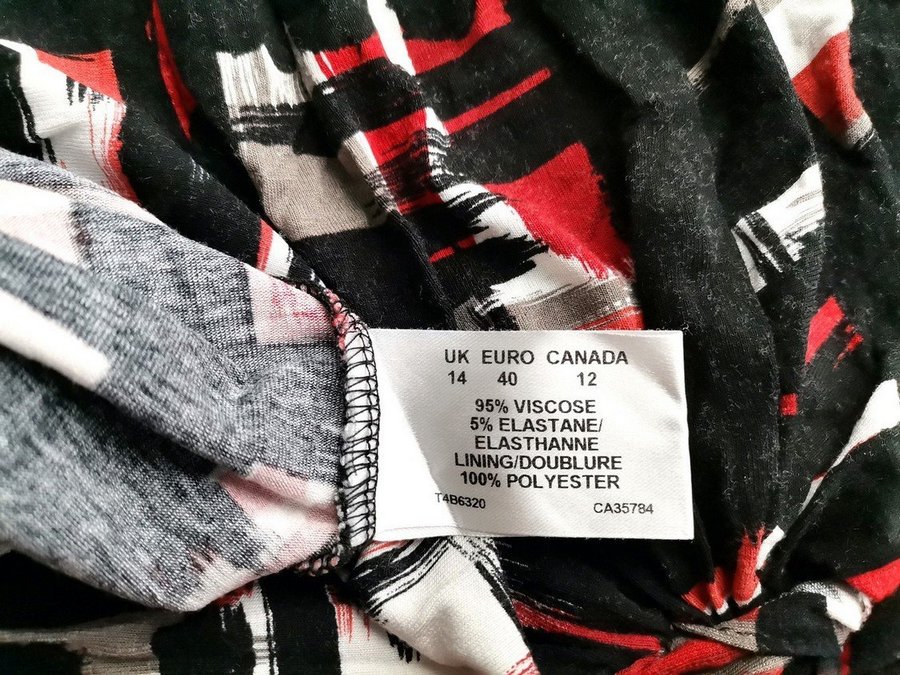 UK EURO CANADA
14 40 12
95% VISCOSE
5% ELASTANE/
ELASTHANNE
LINING/DOUBLURE
100% POLYESTER
T4B6320 CA35784